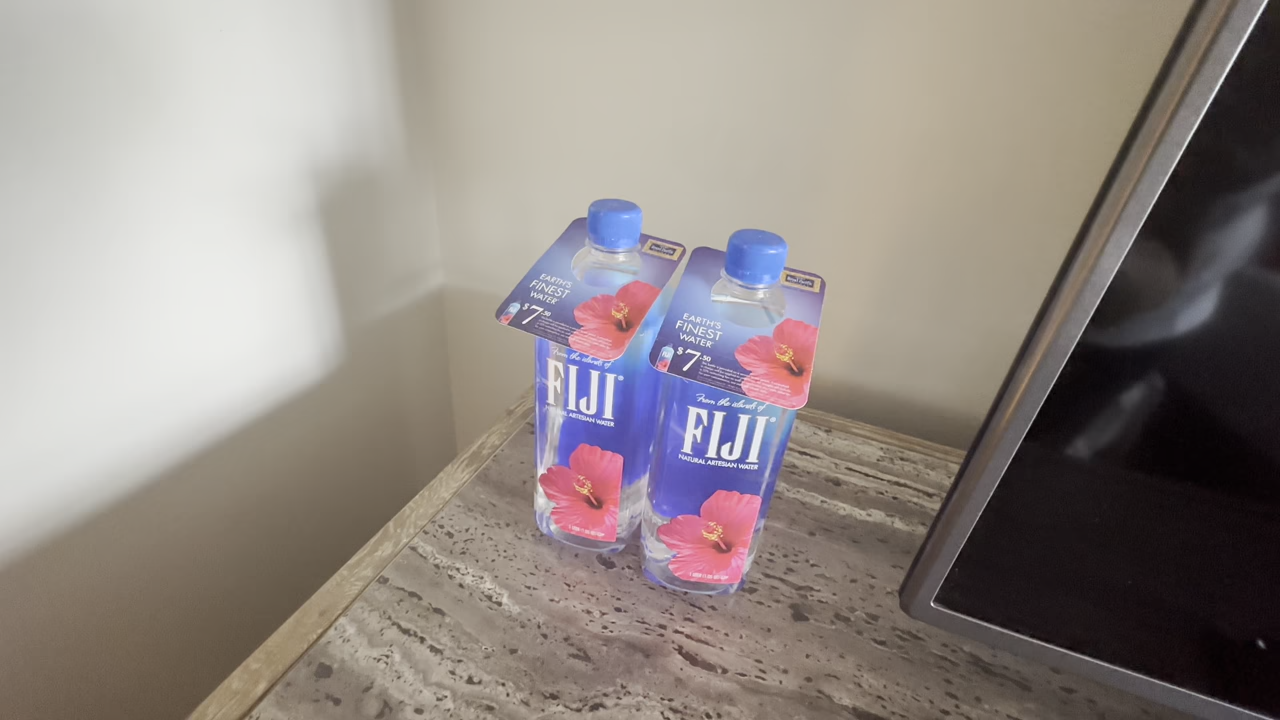 EARTH'S
FINEST
WATER
$7.50
From the islands of
FIJI®
NATURAL ARTESIAN WATER
EARTH'S
FINEST
WATER
$7.50
From the islands of
FIJI®
NATURAL ARTESIAN WATER